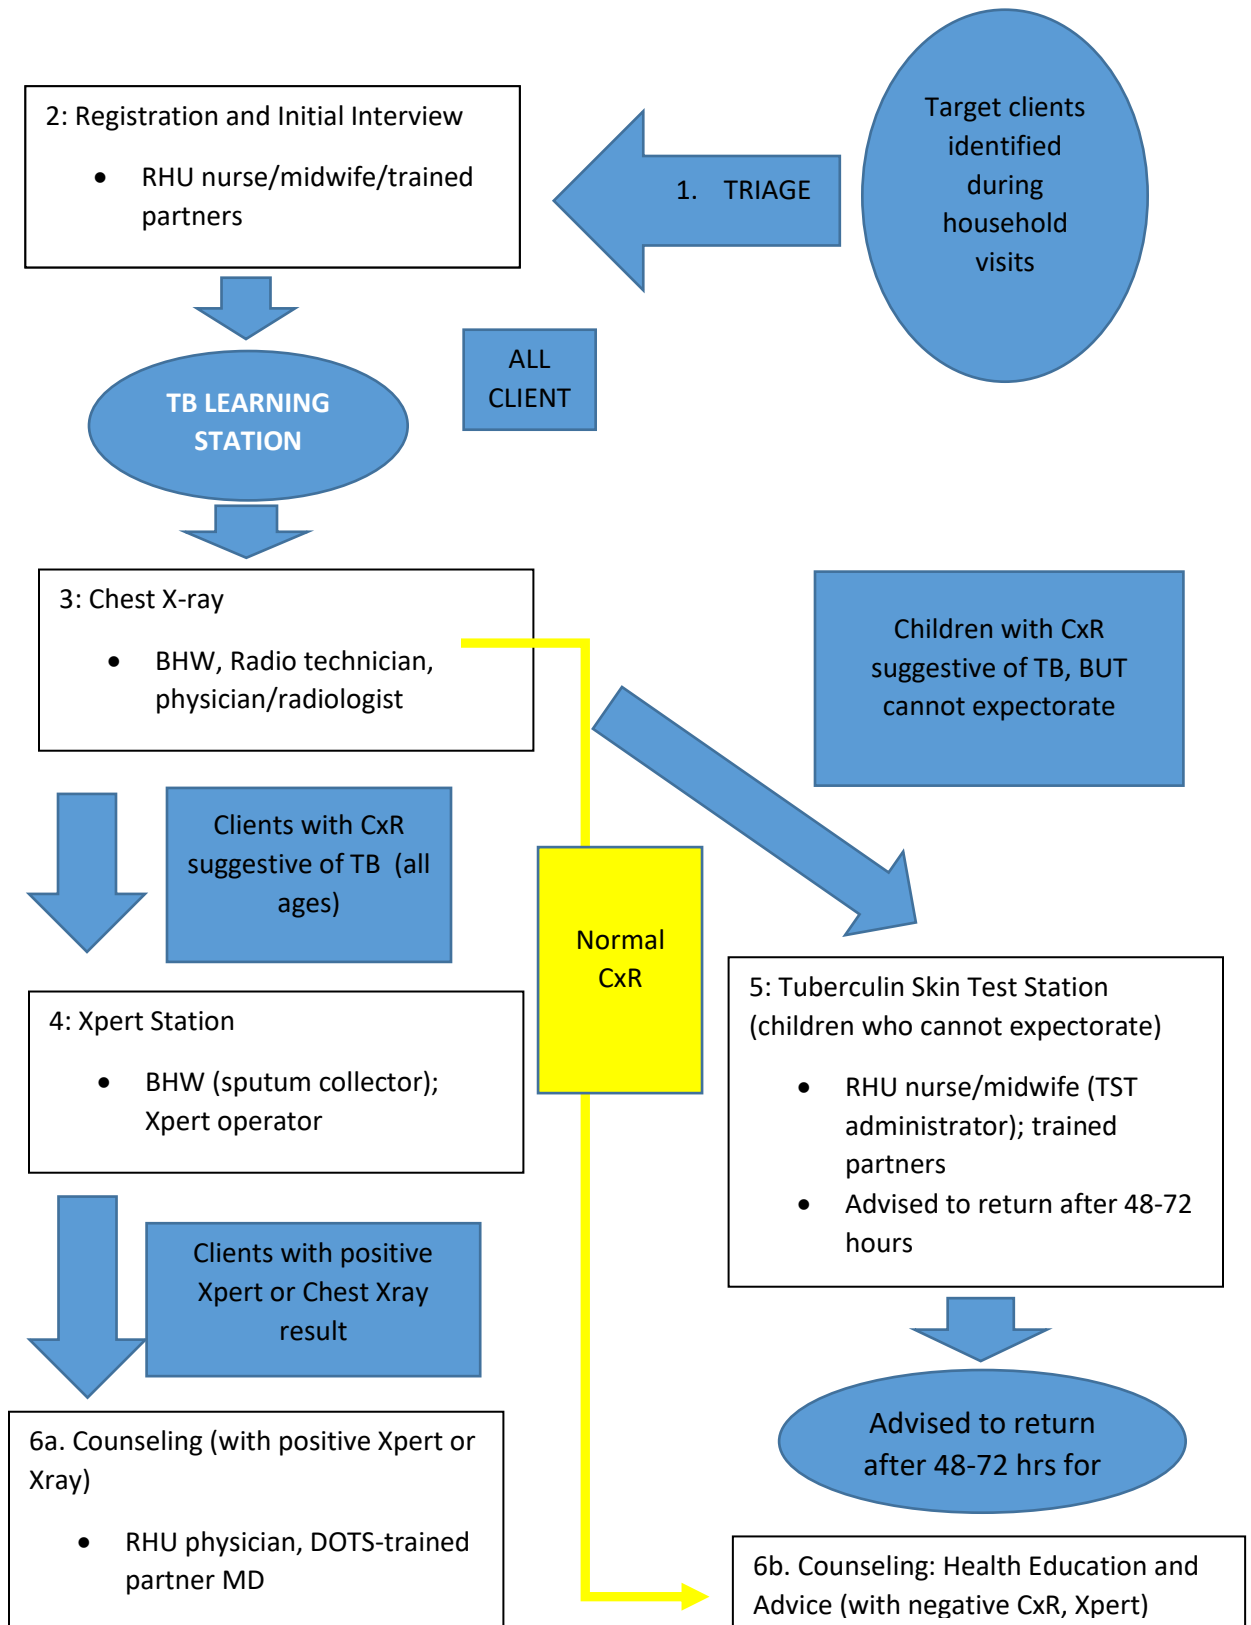 Target clients
identified
during
household
visits
1. TRIAGE
2: Registration and Initial Interview
• RHU nurse/midwife/trained
partners
ALL
CLIENT
TB LEARNING
STATION
3: Chest X-ray
• BHW, Radio technician,
physician/radiologist
Children with CxR
suggestive of TB, BUT
cannot expectorate
Clients with CxR
suggestive of TB (all
ages)
Normal
CxR
4: Xpert Station
• BHW (sputum collector);
Xpert operator
5: Tuberculin Skin Test Station
(children who cannot expectorate)
• RHU nurse/midwife (TST
administrator); trained
partners
• Advised to return after 48-72
hours
Clients with positive
Xpert or Chest Xray
result
Advised to return
after 48-72 hrs for
6a. Counseling (with positive Xpert or
Xray)
• RHU physician, DOTS-trained
partner MD
6b. Counseling: Health Education and
Advice (with negative CxR, Xpert)